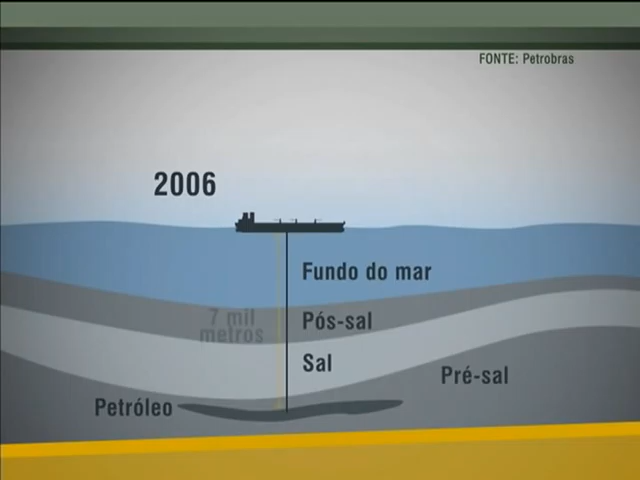 FONTE: Petrobras
2006
Fundo do mar
7 mil
metros
Pós-sal
Sal
Pré-sal
Petróleo